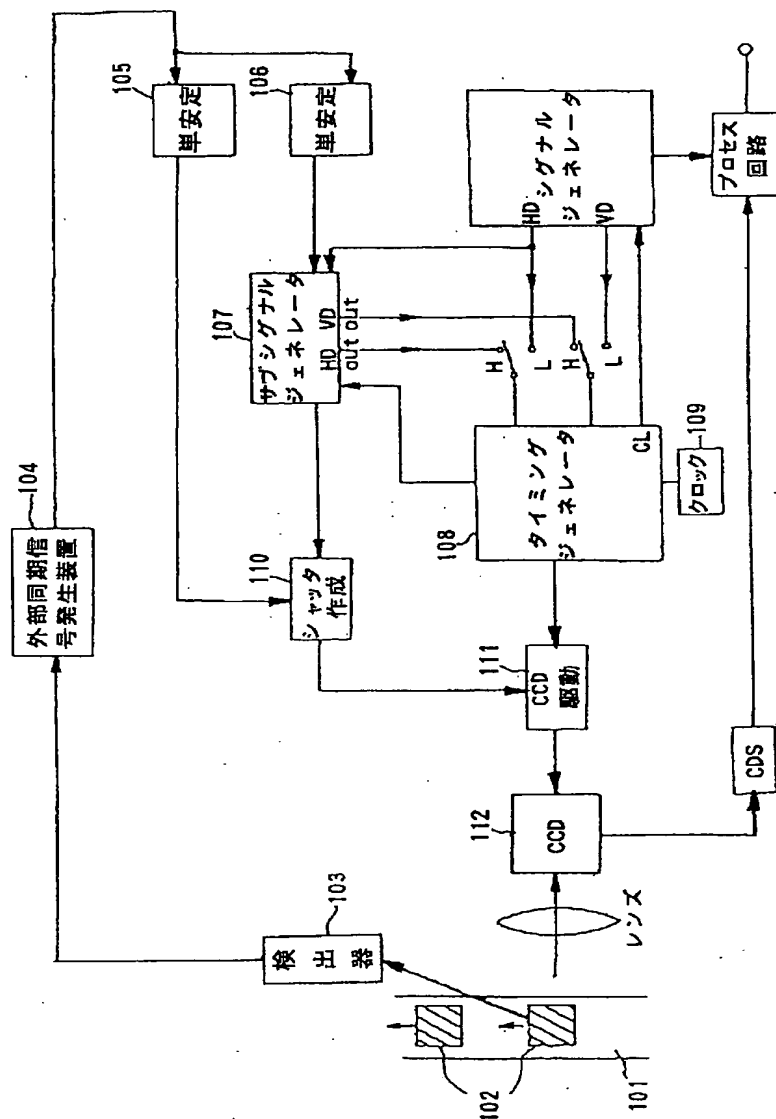 外部同期信
号発生装置
104
105
単安定
106
単安定
107
サブシグナル
ジェネレータ
HD VD
out out
HD
シグナル
ジェネレータ
VD
プロセス
回路
H
L
H
L
108
タイミング
ジェネレータ
CL
109
クロック
110
シャッタ
作成
111
CCD
駆動
112
CCD
CDS
レンズ
103
検出器
102
101